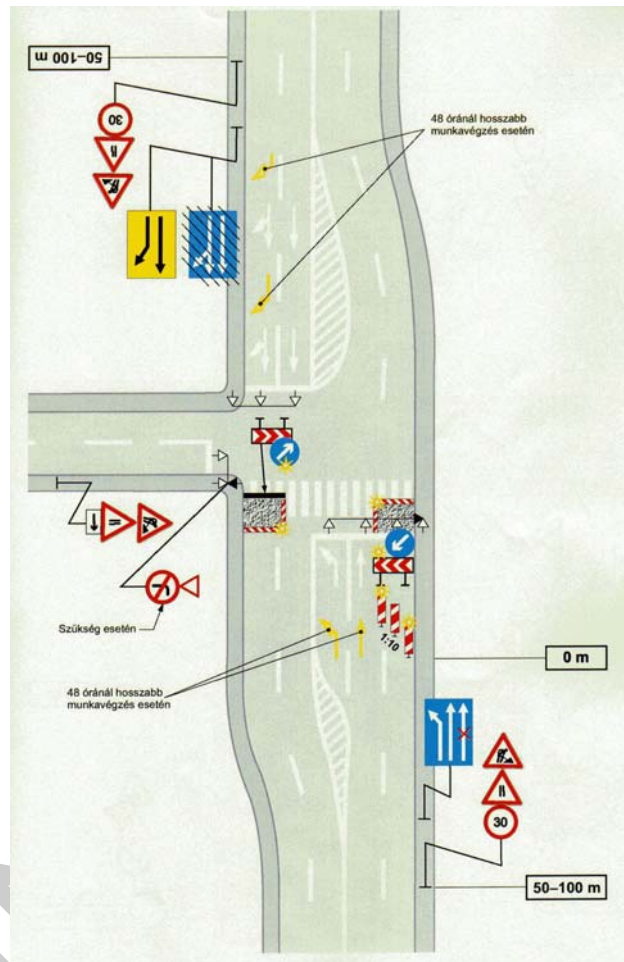 50–100 m
30
48 óránál hosszabb
munkavégzés esetén
Szükség esetén
1:10
0 m
48 óránál hosszabb
munkavégzés esetén
30
50–100 m